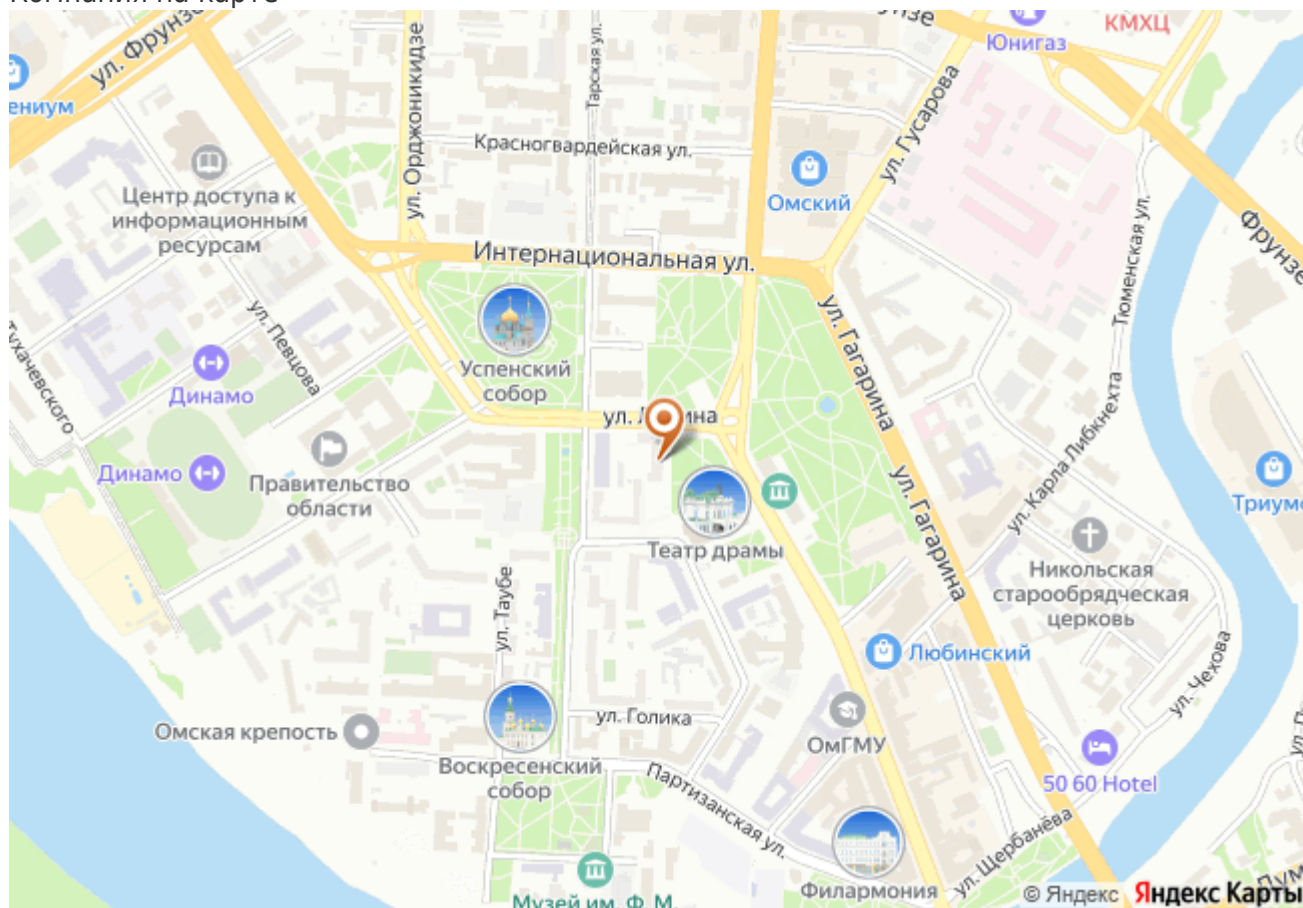 ул. Фрунзе
КМХЦ
Юнигаз
Тарская ул.
ул. Орджоникидзе
ул. Гусарова
Красногвардейская ул.
Центр доступа к
информационным
ресурсам
Омский
Интернациональная ул.
Фрунзе
Тюменская ул.
ул. Певцова
ул. Гагарина
Успенский
собор
Динамо
Тухачевского
ул. Карла Либкнехта
Динамо
Правительство
области
ул. Гагарина
Театр драмы
Никольская
старообрядческая
церковь
ул. Таубе
Любинский
ул. Чехова
ул. Голика
Омская крепость
ОмГМУ
Воскресенский
собор
50 60 Hotel
Партизанская ул.
ул. Щербанёва
Филармония
Музей им. Ф. М.
© Яндекс Яндекс Карты